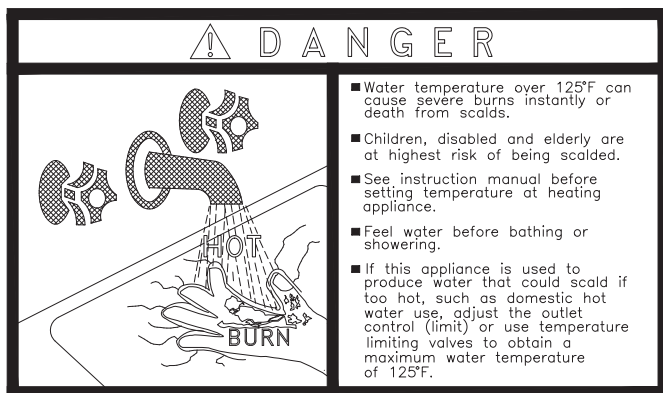 DANGER
HOT
BURN
■ Water temperature over 125°F can
cause severe burns instantly or
death from scalds.
■ Children, disabled and elderly are
at highest risk of being scalded.
■ See instruction manual before
setting temperature at heating
appliance.
■ Feel water before bathing or
showering.
■ If this appliance is used to
produce water that could scald if
too hot, such as domestic hot
water use, adjust the outlet
control (limit) or use temperature
limiting valves to obtain a
maximum water temperature
of 125°F.